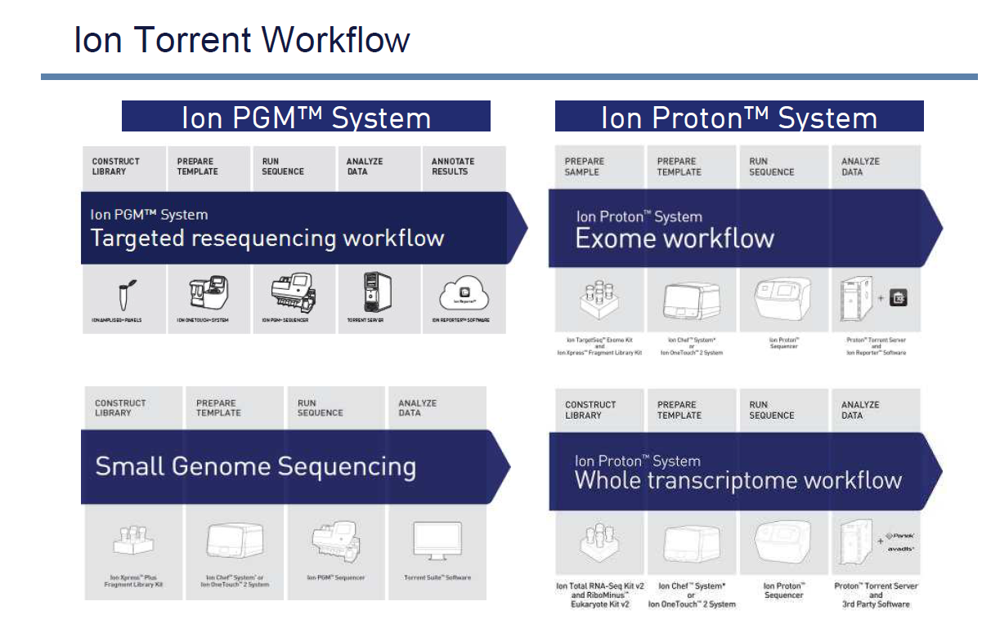 Ion Torrent Workflow
Ion PGM™ System
CONSTRUCT
LIBRARY
PREPARE
TEMPLATE
RUN
SEQUENCE
ANALYZE
DATA
ANNOTATE
RESULTS
Ion PGM™ System
Targeted resequencing workflow
Ion Reporter™
ION AMPLISEQ™ PANELS
ION ONETOUCH™ SYSTEM
ION PGM™ SEQUENCER
TORRENT SERVER
ION REPORTER™ SOFTWARE
CONSTRUCT
LIBRARY
PREPARE
TEMPLATE
RUN
SEQUENCE
ANALYZE
DATA
Small Genome Sequencing
Ion Xpress™ Plus
Fragment Library Kit
Ion Chef™ System* or
Ion OneTouch™ 2 System
Ion PGM™ Sequencer
Torrent Suite™ Software
Ion Proton™ System
PREPARE
SAMPLE
PREPARE
TEMPLATE
RUN
SEQUENCE
ANALYZE
DATA
Ion Proton™ System
Exome workflow
+
Ion TargetSeq™ Exome Kit
and
Ion Xpress™ Fragment Library Kit
Ion Chef™ System*
or
Ion OneTouch™ 2 System
Ion Proton™
Sequencer
Proton™ Torrent Server
and
Ion Reporter™ Software
CONSTRUCT
LIBRARY
PREPARE
TEMPLATE
RUN
SEQUENCE
ANALYZE
DATA
Ion Proton™ System
Whole transcriptome workflow
+
Partek
avadis
Ion Total RNA-Seq Kit v2
and RiboMinus™
Eukaryote Kit v2
Ion Chef™ System*
or
Ion OneTouch™ 2 System
Ion Proton™
Sequencer
Proton™ Torrent Server
and
3rd Party Software